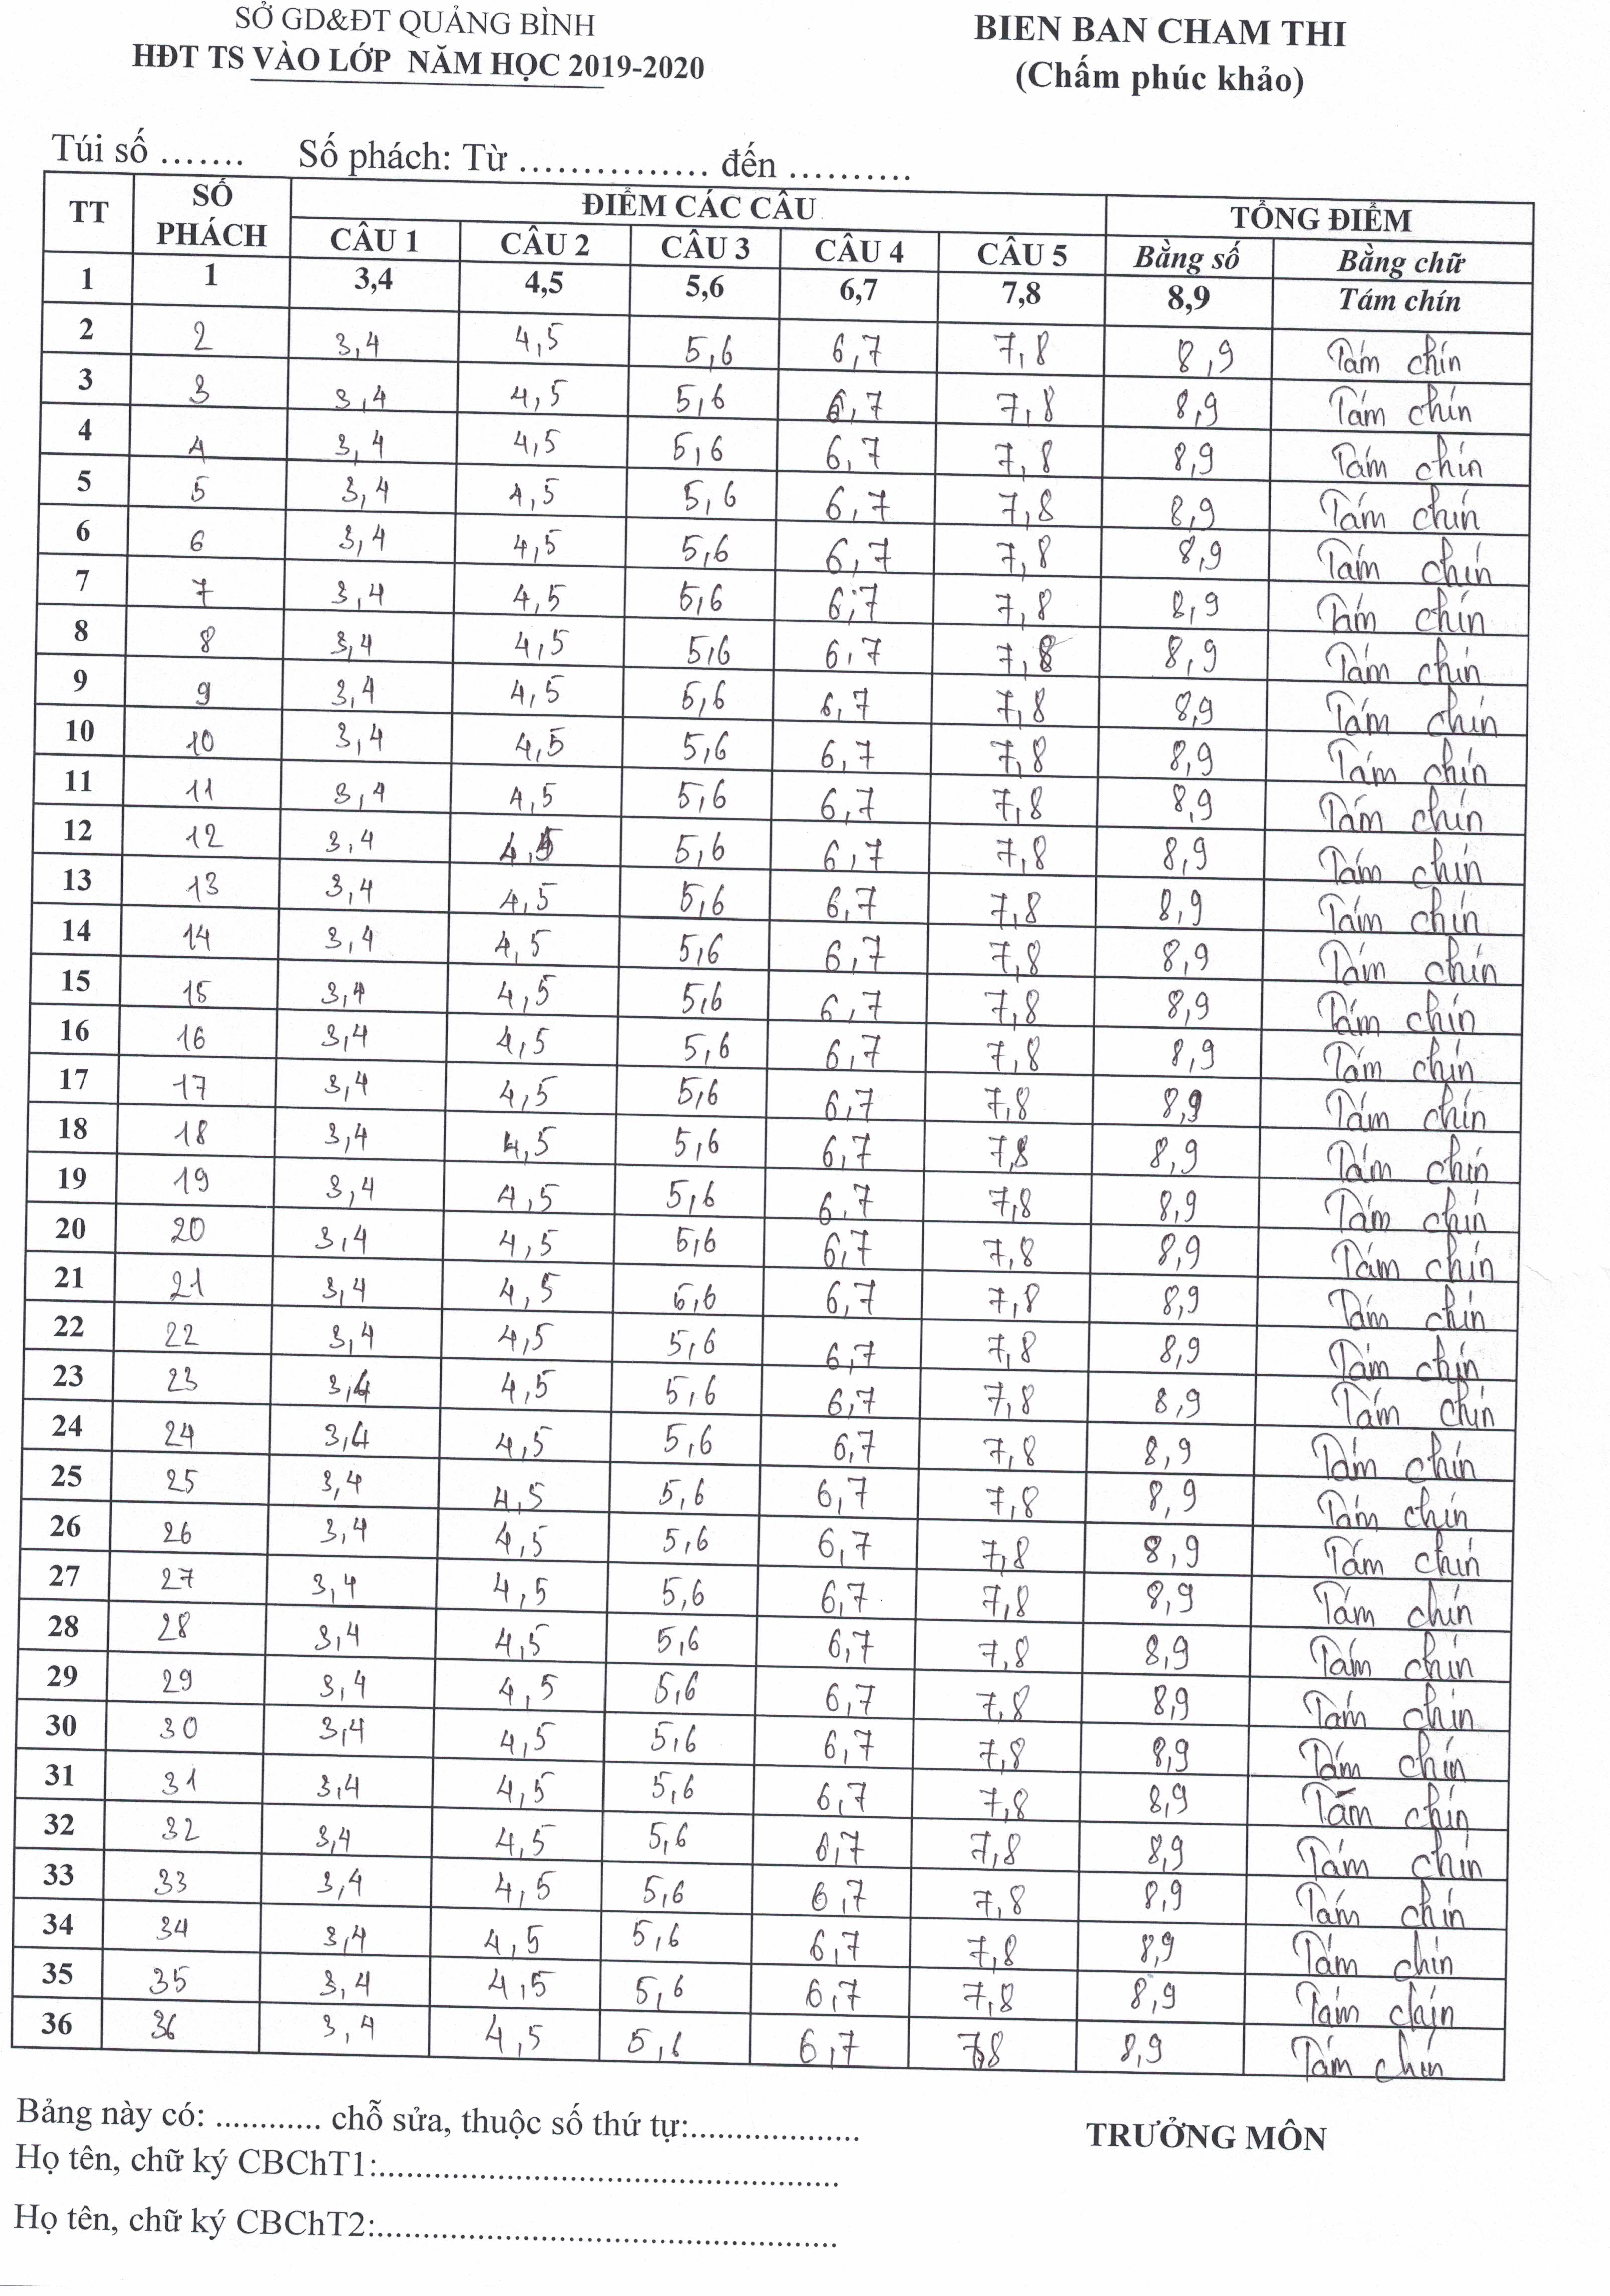 SỞ GD&ĐT QUẢNG BÌNH
HĐT TS VÀO LỚP NĂM HỌC 2019-2020
BIEN BAN CHAM THI
(Chấm phúc khảo)
Túi số ....... Số phách: Từ ................ đến ...........
TT SỐ PHÁCH ĐIỂM CÁC CÂU TỔNG ĐIỂM
CÂU 1 CÂU 2 CÂU 3 CÂU 4 CÂU 5 Bằng số Bằng chữ
1 1 3,4 4,5 5,6 6,7 7,8 8,9 Tám chín
2 2 3,4 4,5 5,6 6,7 7,8 8,9 Tám chín
3 3 3,4 4,5 5,6 6,7 7,8 8,9 Tám chín
4 4 3,4 4,5 5,6 6,7 7,8 8,9 Tám chín
5 5 3,4 4,5 5,6 6,7 7,8 8,9 Tám chín
6 6 3,4 4,5 5,6 6,7 7,8 8,9 Tám chín
7 7 3,4 4,5 5,6 6,7 7,8 8,9 Tám chín
8 8 3,4 4,5 5,6 6,7 7,8 8,9 Tám chín
9 9 3,4 4,5 5,6 6,7 7,8 8,9 Tám chín
10 10 3,4 4,5 5,6 6,7 7,8 8,9 Tám chín
11 11 3,4 4,5 5,6 6,7 7,8 8,9 Tám chín
12 12 3,4 4,5 5,6 6,7 7,8 8,9 Tám chín
13 13 3,4 4,5 5,6 6,7 7,8 8,9 Tám chín
14 14 3,4 4,5 5,6 6,7 7,8 8,9 Tám chín
15 15 3,4 4,5 5,6 6,7 7,8 8,9 Tám chín
16 16 3,4 4,5 5,6 6,7 7,8 8,9 Tám chín
17 17 3,4 4,5 5,6 6,7 7,8 8,9 Tám chín
18 18 3,4 4,5 5,6 6,7 7,8 8,9 Tám chín
19 19 3,4 4,5 5,6 6,7 7,8 8,9 Tám chín
20 20 3,4 4,5 5,6 6,7 7,8 8,9 Tám chín
21 21 3,4 4,5 5,6 6,7 7,8 8,9 Tám chín
22 22 3,4 4,5 5,6 6,7 7,8 8,9 Tám chín
23 23 3,4 4,5 5,6 6,7 7,8 8,9 Tám chín
24 24 3,4 4,5 5,6 6,7 7,8 8,9 Tám chín
25 25 3,4 4,5 5,6 6,7 7,8 8,9 Tám chín
26 26 3,4 4,5 5,6 6,7 7,8 8,9 Tám chín
27 27 3,4 4,5 5,6 6,7 7,8 8,9 Tám chín
28 28 3,4 4,5 5,6 6,7 7,8 8,9 Tám chín
29 29 3,4 4,5 5,6 6,7 7,8 8,9 Tám chín
30 30 3,4 4,5 5,6 6,7 7,8 8,9 Tám chín
31 31 3,4 4,5 5,6 6,7 7,8 8,9 Tám chín
32 32 3,4 4,5 5,6 6,7 7,8 8,9 Tám chín
33 33 3,4 4,5 5,6 6,7 7,8 8,9 Tám chín
34 34 3,4 4,5 5,6 6,7 7,8 8,9 Tám chín
35 35 3,4 4,5 5,6 6,7 7,8 8,9 Tám chín
36 36 3,4 4,5 5,6 6,7 7,8 8,9 Tám chín
Bảng này có: ............ chỗ sửa, thuộc số thứ tự:...................
TRƯỞNG MÔN
Họ tên, chữ ký CBChT1:..................................................
Họ tên, chữ ký CBChT2:..................................................